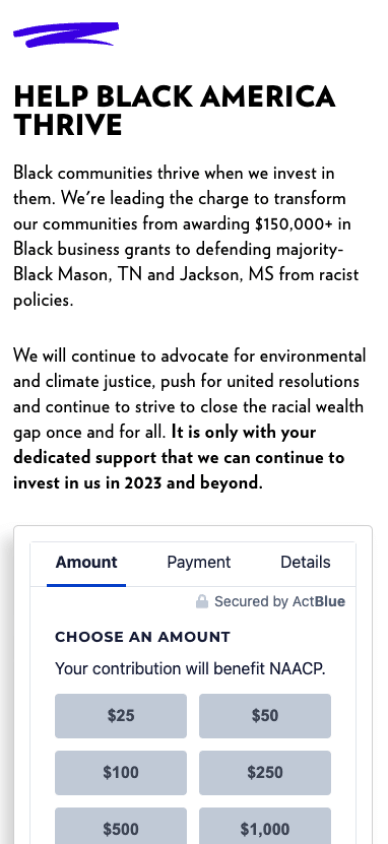 HELP BLACK AMERICA
THRIVE
Black communities thrive when we invest in
them. We're leading the charge to transform
our communities from awarding $150,000+ in
Black business grants to defending majority-
Black Mason, TN and Jackson, MS from racist
policies.
We will continue to advocate for environmental
and climate justice, push for united resolutions
and continue to strive to close the racial wealth
gap once and for all. It is only with your
dedicated support that we can continue to
invest in us in 2023 and beyond.
Amount Payment Details
Secured by ActBlue
CHOOSE AN AMOUNT
Your contribution will benefit NAACP.
$25 $50
$100 $250
$500 $1,000